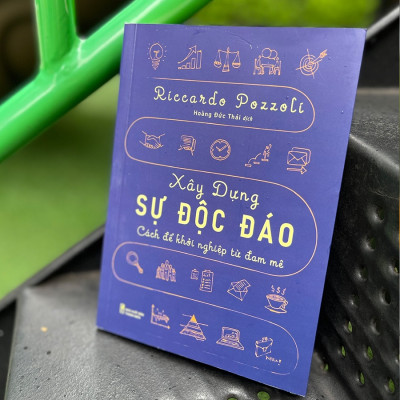 Riccardo Pozzoli
Hoàng Đức Thái dịch
Xây Dựng
SỰ ĐỘC ĐÁO
Cách để khởi nghiệp từ đam mê